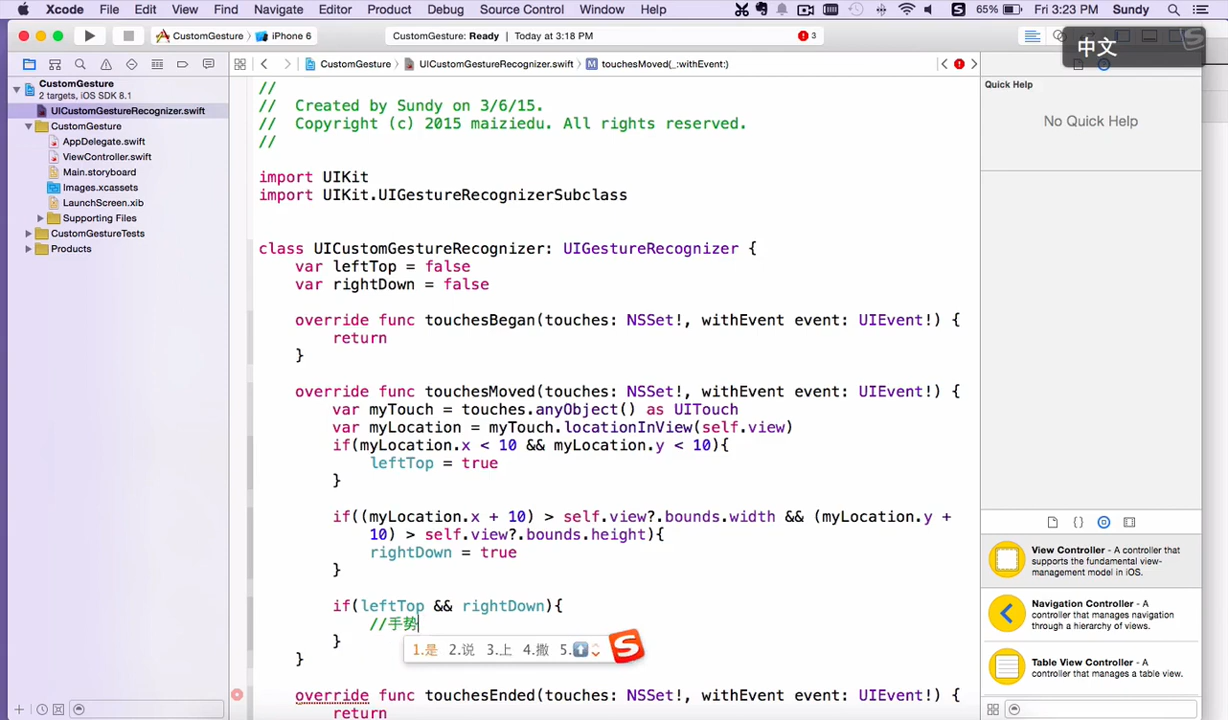 Xcode File Edit View Find Navigate Editor Product Debug Source Control Window Help 65% Fri 3:23 PM Sundy
CustomGesture iPhone 6 CustomGesture: Ready Today at 3:18 PM 3
中文
CustomGesture UICustomGestureRecognizer.swift M touchesMoved(_:withEvent:)
CustomGesture
2 targets, iOS SDK 8.1
UICustomGestureRecognizer.swift
CustomGesture
AppDelegate.swift
ViewController.swift
Main.storyboard
Images.xcassets
LaunchScreen.xib
Supporting Files
CustomGestureTests
Products
//
// Created by Sundy on 3/6/15.
// Copyright (c) 2015 maiziedu. All rights reserved.
//
import UIKit
import UIKit.UIGestureRecognizerSubclass
class UICustomGestureRecognizer: UIGestureRecognizer {
var leftTop = false
var rightDown = false
override func touchesBegan(touches: NSSet!, withEvent event: UIEvent!) {
return
}
override func touchesMoved(touches: NSSet!, withEvent event: UIEvent!) {
var myTouch = touches.anyObject() as UITouch
var myLocation = myTouch.locationInView(self.view)
if(myLocation.x < 10 && myLocation.y < 10){
leftTop = true
}
if((myLocation.x + 10) > self.view?.bounds.width && (myLocation.y +
10) > self.view?.bounds.height){
rightDown = true
}
if(leftTop && rightDown){
//手势
}
1.是 2.说 3.上 4.撒 5.
}
override func touchesEnded(touches: NSSet!, withEvent event: UIEvent!) {
return
Quick Help
No Quick Help
View Controller - A controller that
supports the fundamental view-
management model in iOS.
Navigation Controller - A
controller that manages navigation
through a hierarchy of views.
Table View Controller - A
controller that manages a table view.